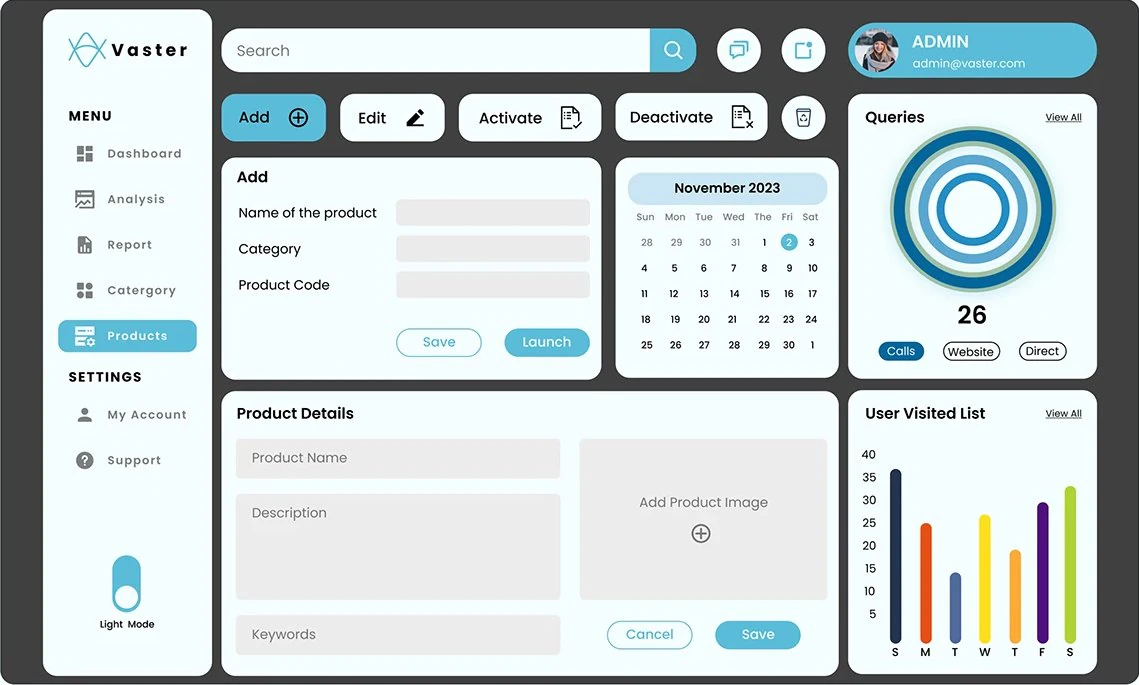 Vaster
MENU
Dashboard
Analysis
Report
Catergory
Products
SETTINGS
My Account
? Support
Light Mode
Search
ADMIN
admin@vaster.com
Add
Edit
Activate
Deactivate
Add
Name of the product
Category
Product Code
Save Launch
November 2023
Sun Mon Tue Wed The Fri Sat
28 29 30 31 1 2 3
4 5 6 7 8 9 10
11 12 13 14 15 16 17
18 19 20 21 22 23 24
25 26 27 28 29 30 1
Queries View All
26
Calls Website Direct
Product Details
Product Name
Description
Keywords
Add Product Image
Cancel Save
User Visited List View All
40
35
30
25
20
15
10
5
S M T W T F S